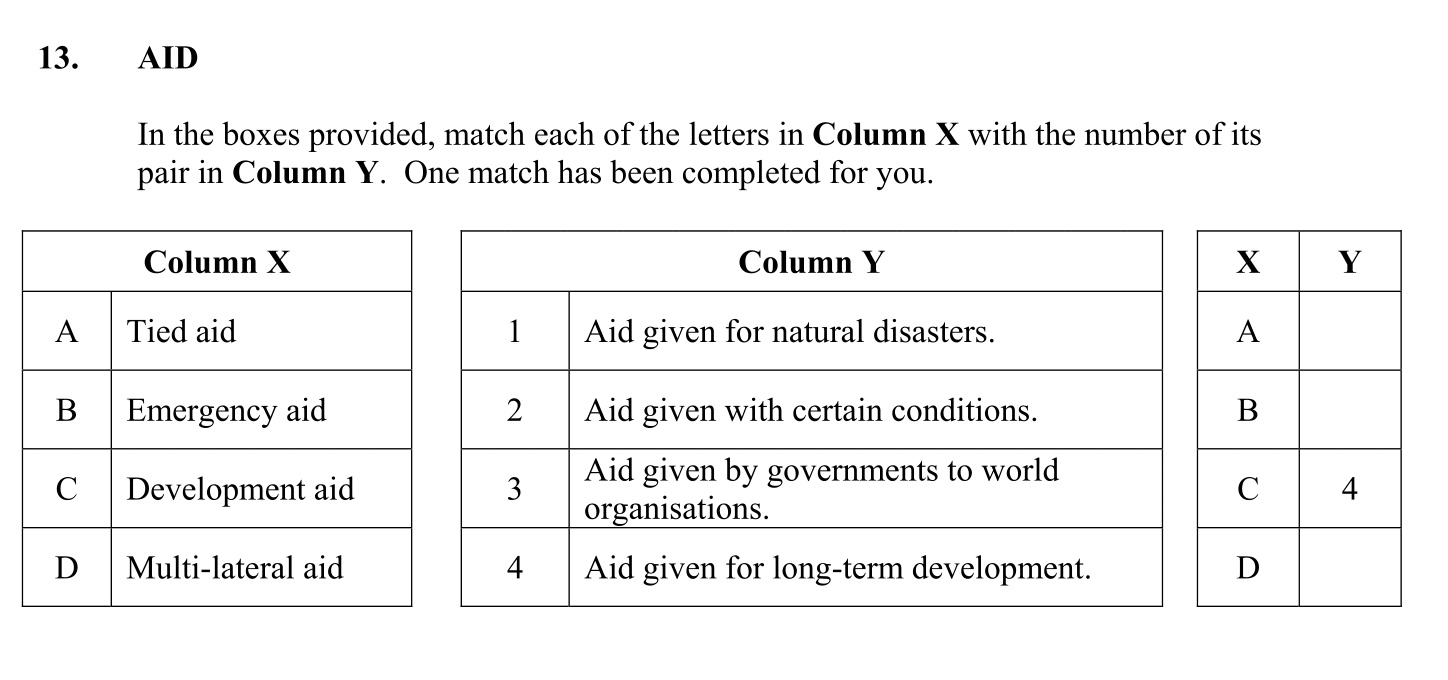 13. AID
In the boxes provided, match each of the letters in Column X with the number of its
pair in Column Y. One match has been completed for you.
Column X
A Tied aid
B Emergency aid
C Development aid
D Multi-lateral aid
Column Y
1 Aid given for natural disasters.
2 Aid given with certain conditions.
3 Aid given by governments to world
organisations.
4 Aid given for long-term development.
X Y
A
B
C 4
D